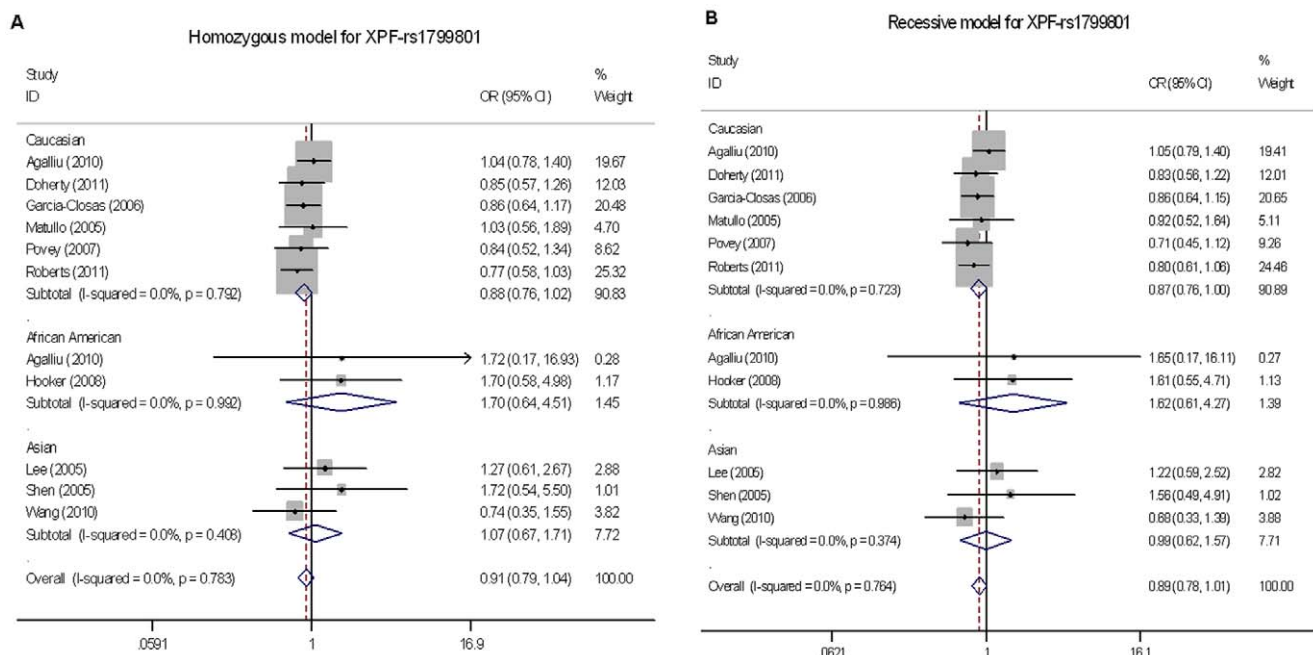 A
Homozygous model for XPF-rs1799801
Study %
ID OR (95% CI) Weight
Caucasian
Agalliu (2010) 1.04 (0.78, 1.40) 19.67
Doherty (2011) 0.85 (0.57, 1.26) 12.03
Garcia-Closas (2006) 0.86 (0.64, 1.17) 20.48
Matullo (2005) 1.03 (0.56, 1.89) 4.70
Povey (2007) 0.84 (0.52, 1.34) 8.62
Roberts (2011) 0.77 (0.58, 1.03) 25.32
Subtotal (I-squared = 0.0%, p = 0.792) 0.88 (0.76, 1.02) 90.83
.
African American
Agalliu (2010) 1.72 (0.17, 16.93) 0.28
Hooker (2008) 1.70 (0.58, 4.98) 1.17
Subtotal (I-squared = 0.0%, p = 0.992) 1.70 (0.64, 4.51) 1.45
.
Asian
Lee (2005) 1.27 (0.61, 2.67) 2.88
Shen (2005) 1.72 (0.54, 5.50) 1.01
Wang (2010) 0.74 (0.35, 1.55) 3.82
Subtotal (I-squared = 0.0%, p = 0.408) 1.07 (0.67, 1.71) 7.72
.
Overall (I-squared = 0.0%, p = 0.783) 0.91 (0.79, 1.04) 100.00
.0591 1 16.9
B
Recessive model for XPF-rs1799801
Study %
ID OR (95% CI) Weight
Caucasian
Agalliu (2010) 1.05 (0.79, 1.40) 19.41
Doherty (2011) 0.83 (0.56, 1.22) 12.01
Garcia-Closas (2006) 0.86 (0.64, 1.15) 20.65
Matullo (2005) 0.92 (0.52, 1.64) 5.11
Povey (2007) 0.71 (0.45, 1.12) 9.26
Roberts (2011) 0.80 (0.61, 1.06) 24.46
Subtotal (I-squared = 0.0%, p = 0.723) 0.87 (0.76, 1.00) 90.89
.
African American
Agalliu (2010) 1.65 (0.17, 16.11) 0.27
Hooker (2008) 1.61 (0.55, 4.71) 1.13
Subtotal (I-squared = 0.0%, p = 0.986) 1.62 (0.61, 4.27) 1.39
.
Asian
Lee (2005) 1.22 (0.59, 2.52) 2.82
Shen (2005) 1.56 (0.49, 4.91) 1.02
Wang (2010) 0.68 (0.33, 1.39) 3.88
Subtotal (I-squared = 0.0%, p = 0.374) 0.99 (0.62, 1.57) 7.71
.
Overall (I-squared = 0.0%, p = 0.764) 0.89 (0.78, 1.01) 100.00
.0621 1 16.1